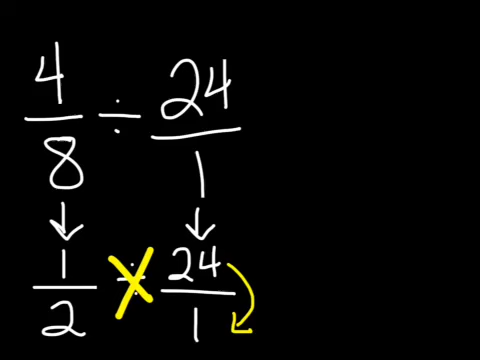 4/8 ÷ 24/1
↓ ↓
1/2 ÷ 24/1